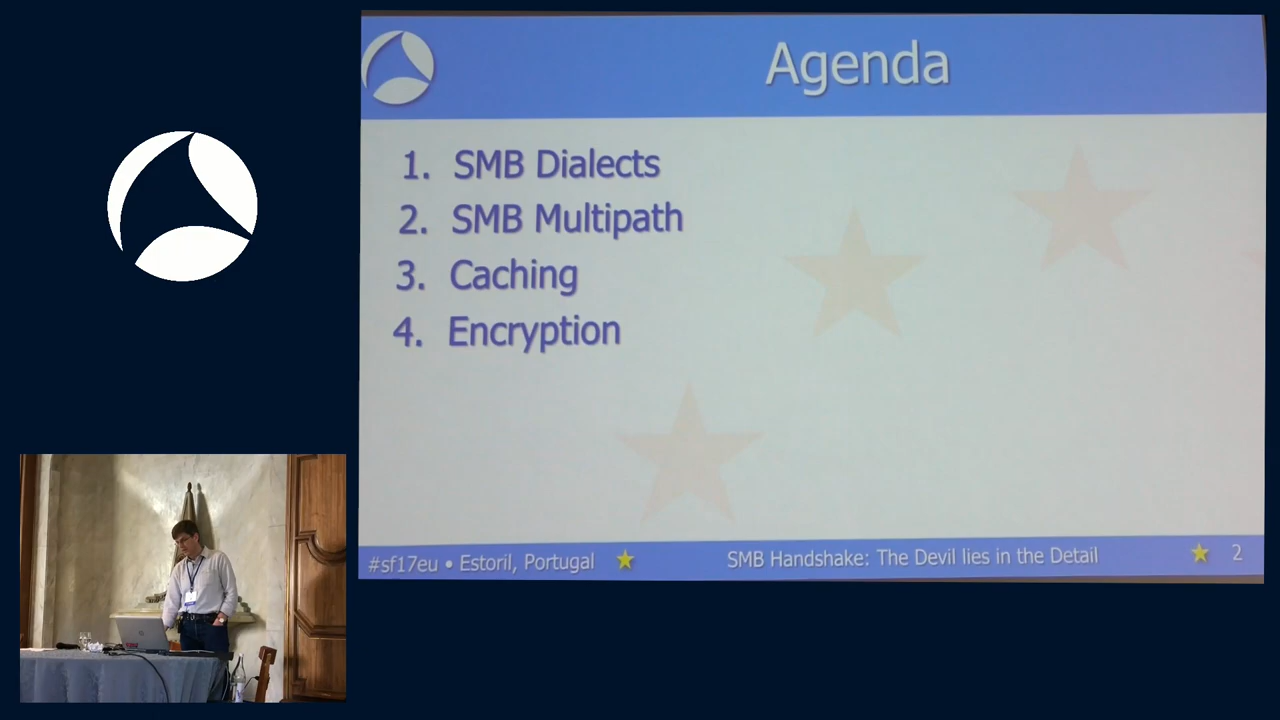 Agenda
1. SMB Dialects
2. SMB Multipath
3. Caching
4. Encryption
#sf17eu • Estoril, Portugal SMB Handshake: The Devil lies in the Detail 2